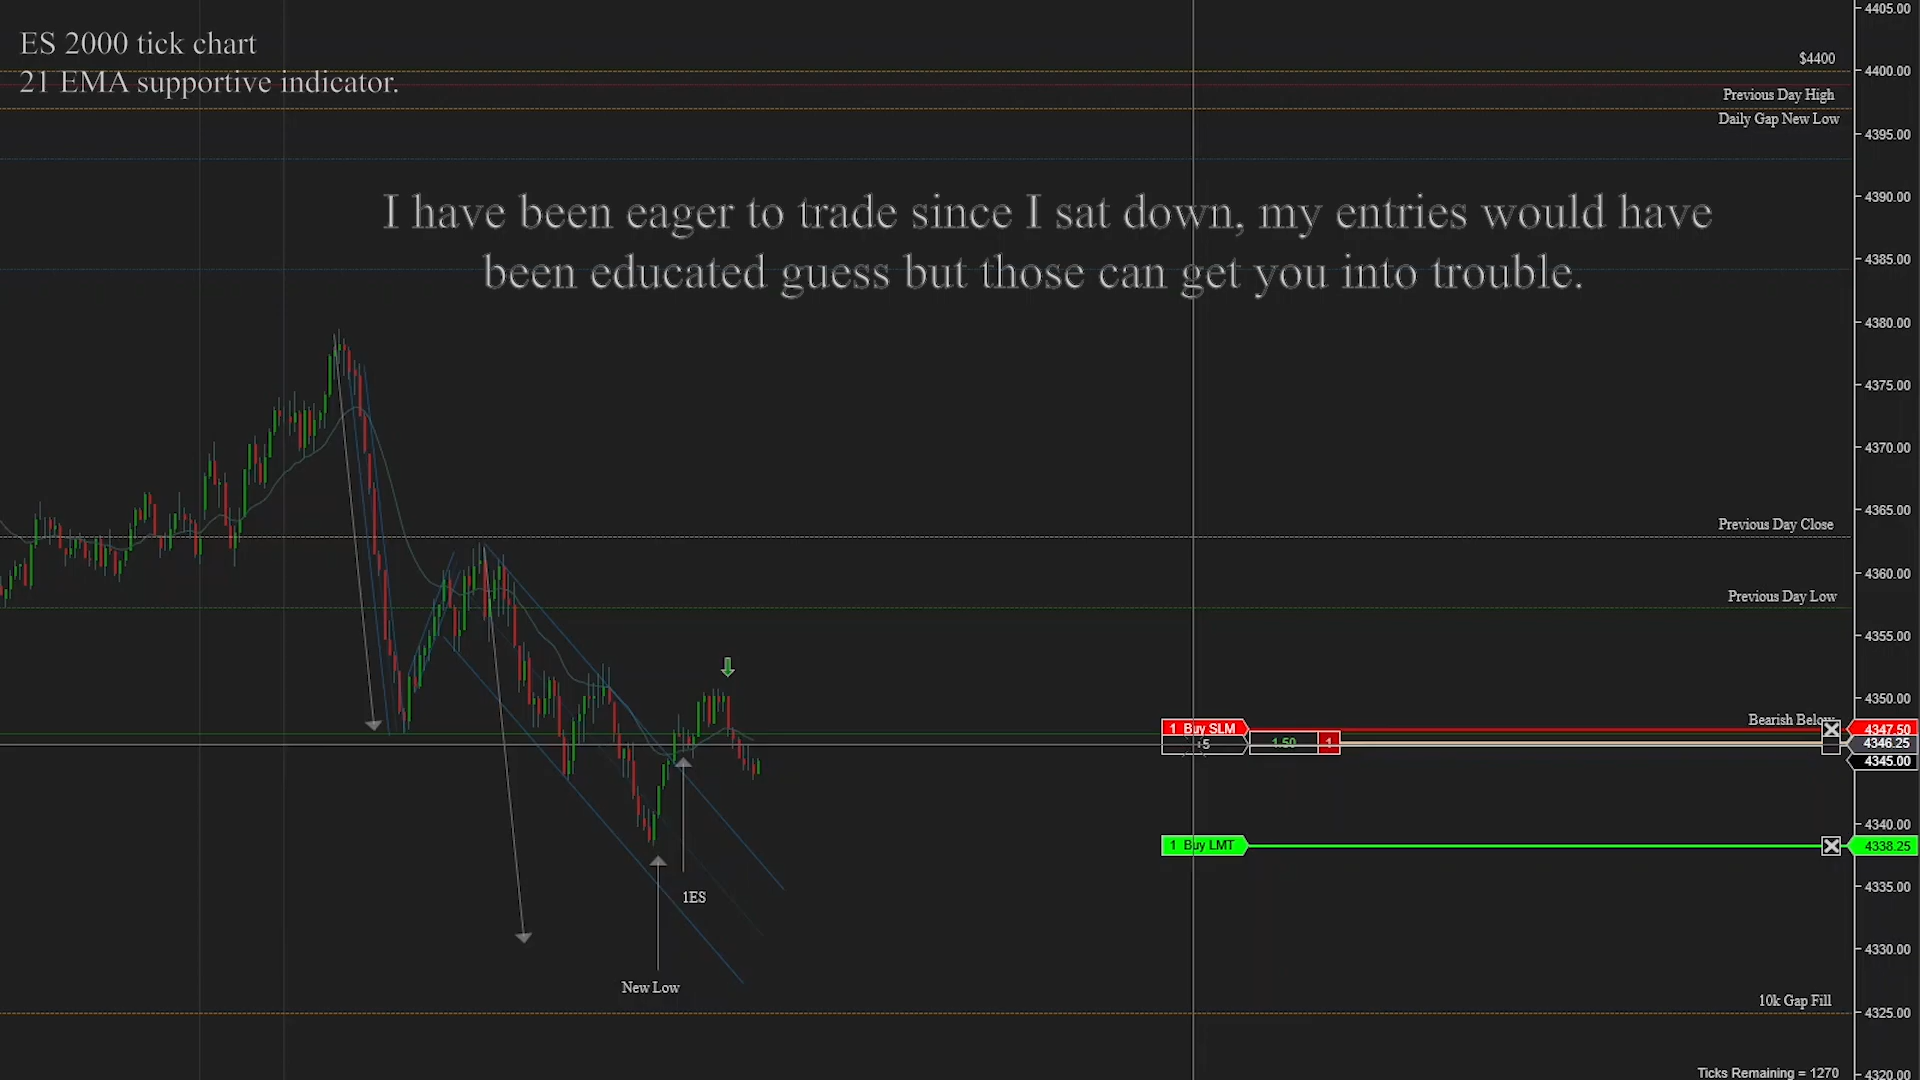 ES 2000 tick chart
21 EMA supportive indicator.
I have been eager to trade since I sat down, my entries would have
been educated guess but those can get you into trouble.
4405.00
$4400
4400.00
Previous Day High
Daily Gap New Low
4395.00
4390.00
4385.00
4380.00
4375.00
4370.00
4365.00
Previous Day Close
4360.00
Previous Day Low
4355.00
4350.00
Bearish Below
1 Buy SLM
4347.50
+5
1.50
1
4346.25
4345.00
4340.00
1 Buy LMT
4338.25
4335.00
1ES
4330.00
New Low
10k Gap Fill
4325.00
Ticks Remaining = 1270
4320.00